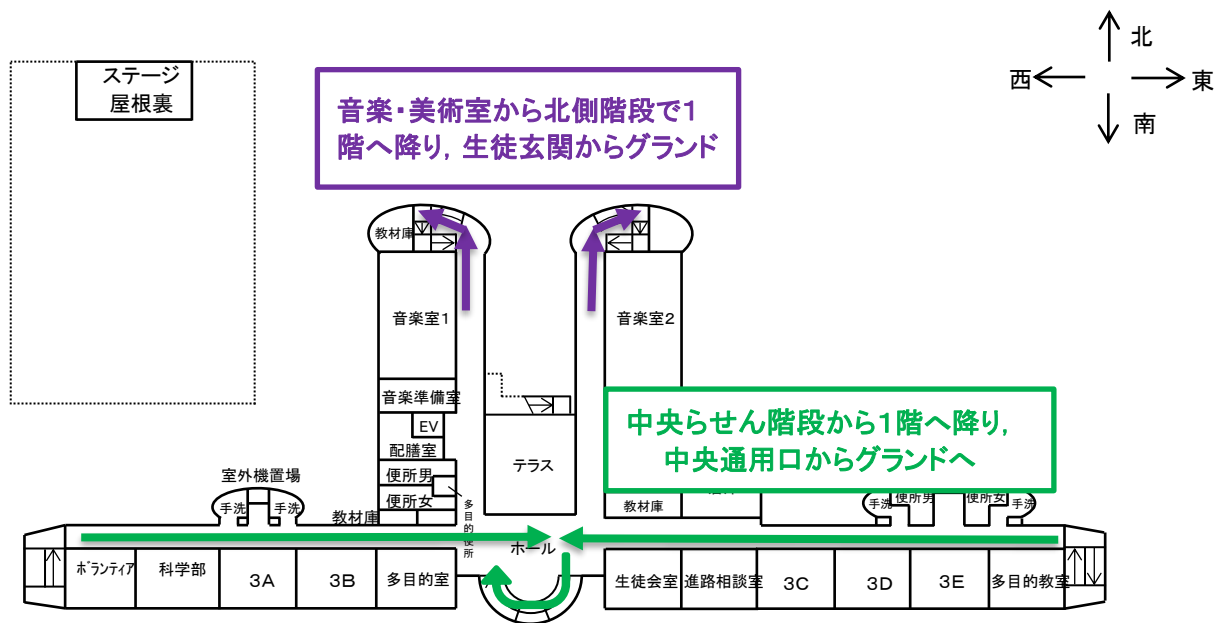 北
西
東
南
ステージ
屋根裏
音楽・美術室から北側階段で1
階へ降り，生徒玄関からグランド
教材庫
音楽室1
音楽室2
音楽準備室
EV
配膳室
便所男
便所女
多目的便所
テラス
中央らせん階段から1階へ降り，
中央通用口からグランドへ
室外機置場
手洗
手洗
教材庫
教材庫
手洗
便所男
便所女
手洗
ホール
ボランティア
科学部
3A
3B
多目的室
生徒会室
進路相談室
3C
3D
3E
多目的教室